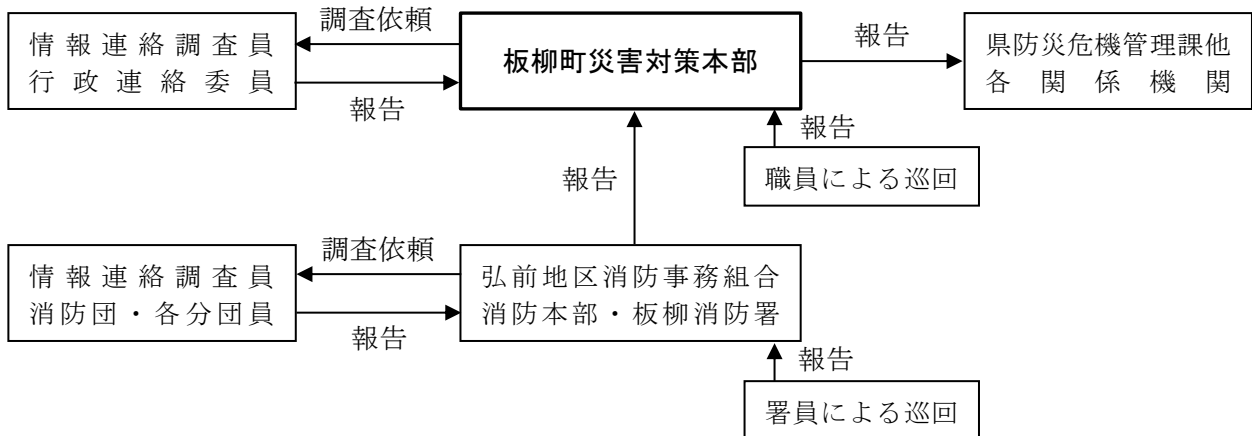 調査依頼
情報連絡調査員
行政連絡委員
報告
板柳町災害対策本部
報告
県防災危機管理課他
各関係機関
報告
職員による巡回
報告
調査依頼
情報連絡調査員
消防団・各分団員
報告
弘前地区消防事務組合
消防本部・板柳消防署
報告
署員による巡回